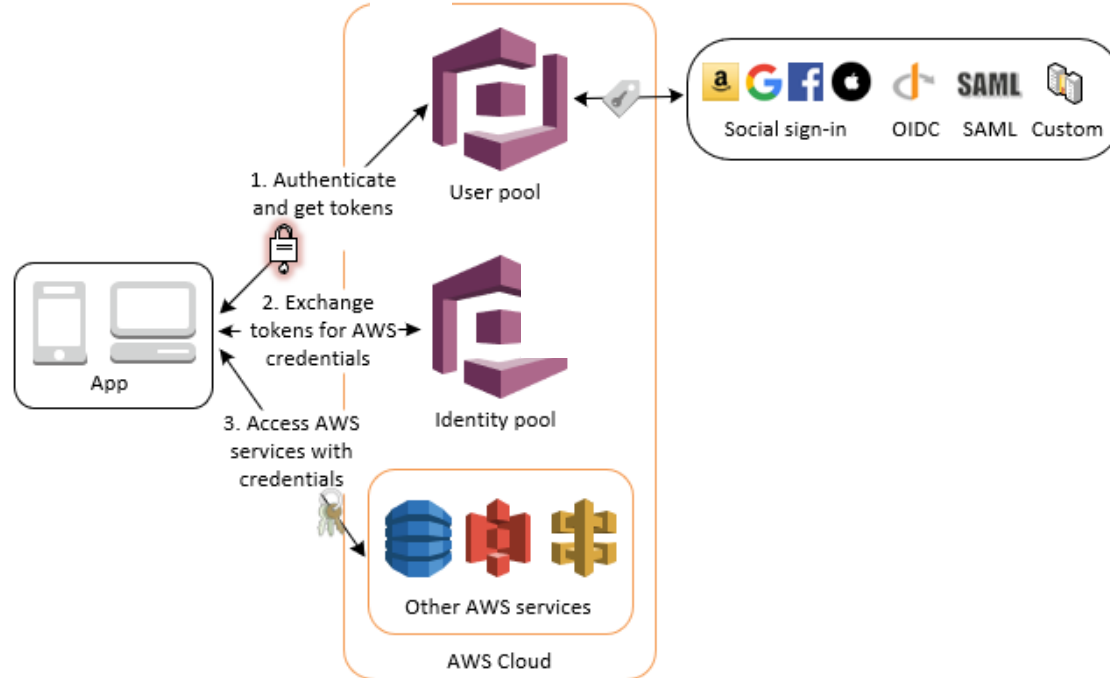 1. Authenticate
and get tokens
User pool
a
G
f
SAML
Social sign-in
OIDC
SAML
Custom
2. Exchange
tokens for AWS
credentials
App
Identity pool
3. Access AWS
services with
credentials
Other AWS services
AWS Cloud